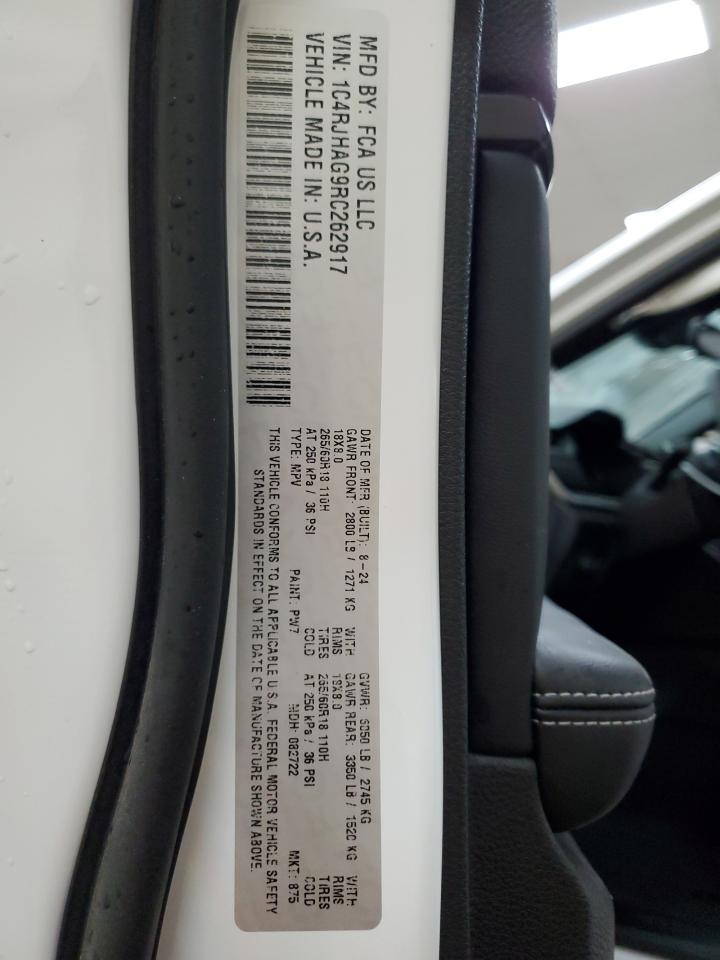 MFD BY: FCA US LLC
VIN: 1C4RJHAG9RC262917
VEHICLE MADE IN: U.S.A.
DATE OF MFR (BUILT): 8-24 GVWR: 6050 LB / 2745 KG
GAWR FRONT: 2800 LB / 1271 KG WITH GAWR REAR: 3350 LB / 1520 KG WITH
18X8.0 RIMS 18X8.0 RIMS
265/60R18 110H TIRES 265/60R18 110H TIRES
AT 250 kPa / 36 PSI COLD AT 250 kPa / 36 PSI COLD
TYPE: MPV PAINT: PW7 MDH: 082722 MKT: 875
THIS VEHICLE CONFORMS TO ALL APPLICABLE U.S.A. FEDERAL MOTOR VEHICLE SAFETY
STANDARDS IN EFFECT ON THE DATE OF MANUFACTURE SHOWN ABOVE.